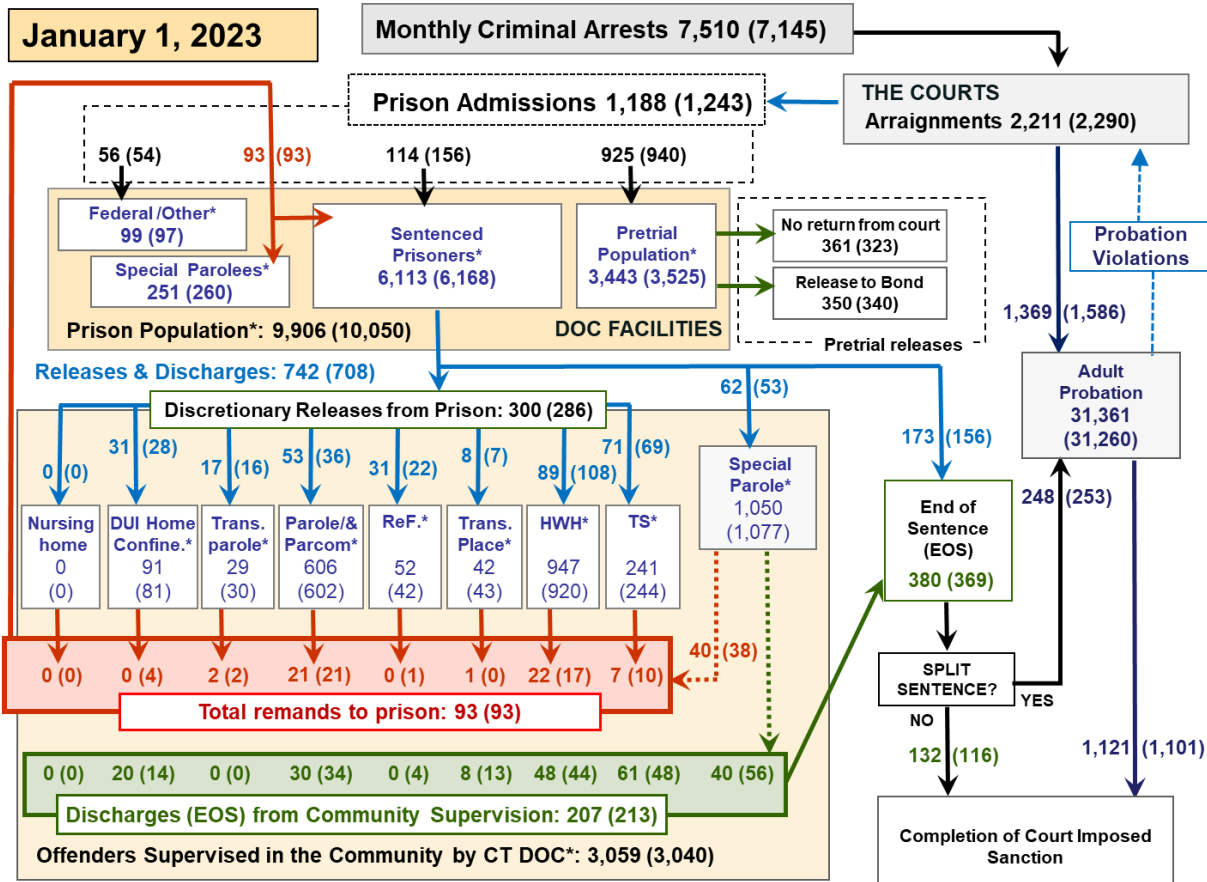 January 1, 2023
Monthly Criminal Arrests 7,510 (7,145)
Prison Admissions 1,188 (1,243)
THE COURTS
Arraignments 2,211 (2,290)
56 (54)
93 (93)
114 (156)
925 (940)
Federal /Other*
99 (97)
Special Parolees*
251 (260)
Sentenced
Prisoners*
6,113 (6,168)
Pretrial
Population*
3,443 (3,525)
No return from court
361 (323)
Release to Bond
350 (340)
Pretrial releases
Probation
Violations
Prison Population*: 9,906 (10,050)
DOC FACILITIES
1,369 (1,586)
Releases & Discharges: 742 (708)
62 (53)
Adult
Probation
31,361
(31,260)
Discretionary Releases from Prison: 300 (286)
0 (0)
31 (28)
17 (16)
53 (36)
31 (22)
8 (7)
89 (108)
71 (69)
173 (156)
248 (253)
Nursing
home
0
(0)
DUI Home
Confine.*
91
(81)
Trans.
parole*
29
(30)
Parole/&
Parcom*
606
(602)
ReF.*
52
(42)
Trans.
Place*
42
(43)
HWH*
947
(920)
TS*
241
(244)
Special
Parole*
1,050
(1,077)
End of
Sentence
(EOS)
380 (369)
40 (38)
0 (0)
0 (4)
2 (2)
21 (21)
0 (1)
1 (0)
22 (17)
7 (10)
Total remands to prison: 93 (93)
SPLIT
SENTENCE?
YES
NO
132 (116)
1,121 (1,101)
0 (0)
20 (14)
0 (0)
30 (34)
0 (4)
8 (13)
48 (44)
61 (48)
40 (56)
Discharges (EOS) from Community Supervision: 207 (213)
Offenders Supervised in the Community by CT DOC*: 3,059 (3,040)
Completion of Court Imposed
Sanction